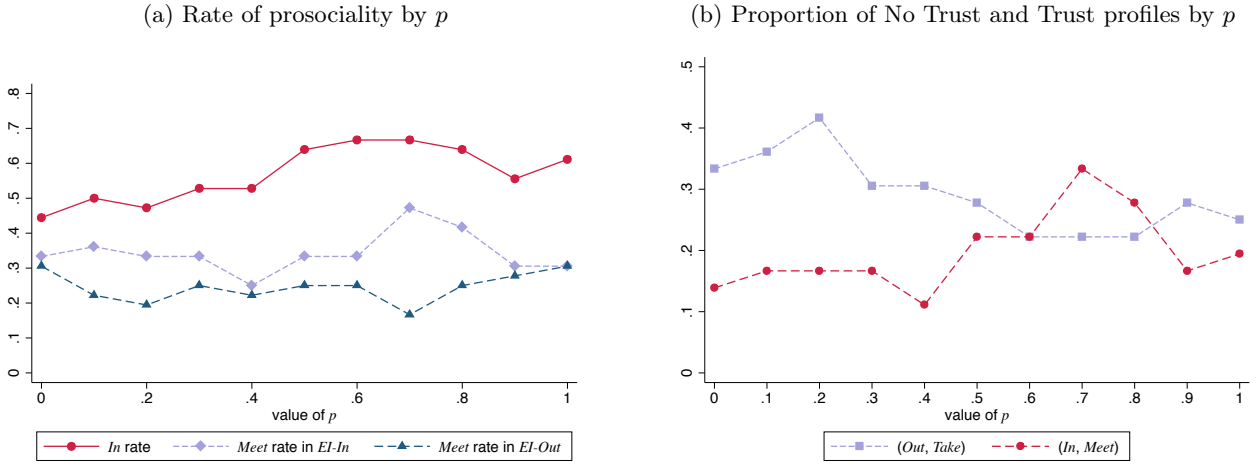 (a) Rate of prosociality by p
.8
.7
.6
.5
.4
.3
.2
.1
0
0 .2 .4 .6 .8 1
value of p
In rate Meet rate in EI-In Meet rate in EI-Out
(b) Proportion of No Trust and Trust profiles by p
.5
.4
.3
.2
.1
0
0 .1 .2 .3 .4 .5 .6 .7 .8 .9 1
value of p
(Out, Take) (In, Meet)